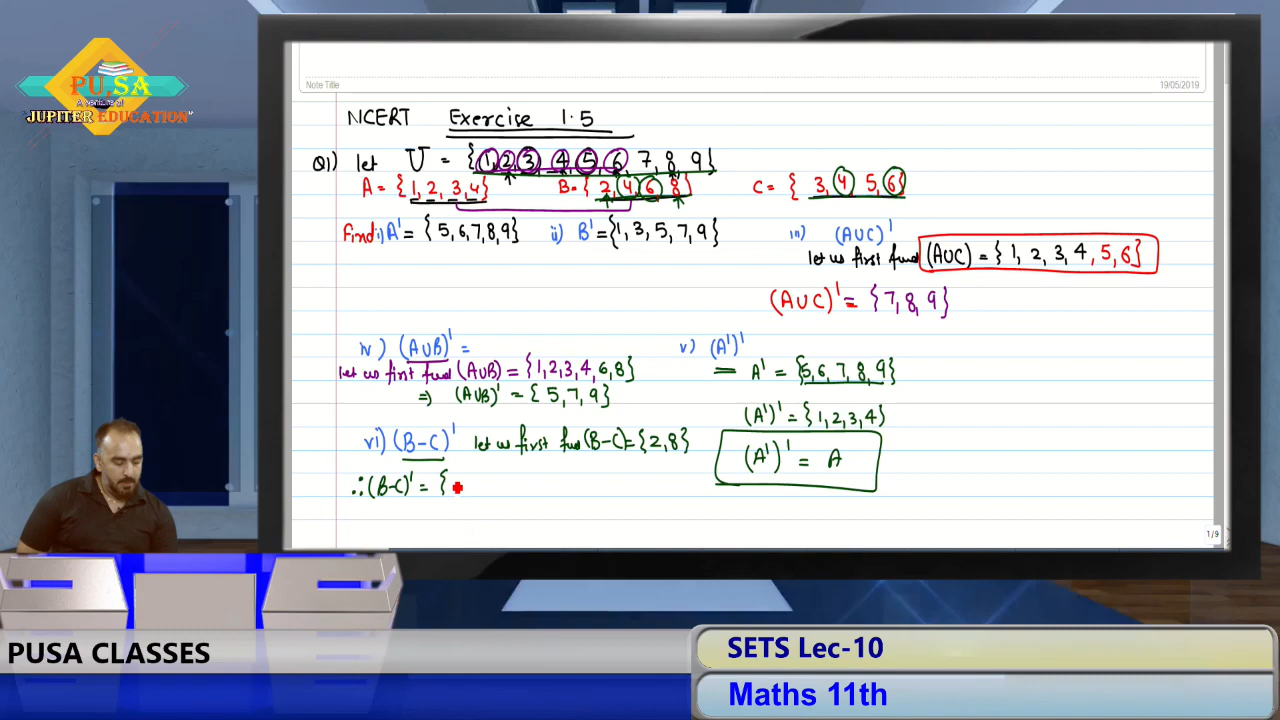 PU.SA
A venture of
"JUPITER EDUCATION"
Note Title
19/05/2019
NCERT Exercise 1.5
Q1) let U = {1, 2, 3, 4, 5, 6, 7, 8, 9}
A = {1, 2, 3, 4} B = {2, 4, 6, 8} C = {3, 4, 5, 6}
Find i) A' = {5, 6, 7, 8, 9} ii) B' = {1, 3, 5, 7, 9} iii) (A∪C)'
let us first find (A∪C) = {1, 2, 3, 4, 5, 6}
(A∪C)' = {7, 8, 9}
iv) (A∪B)' = v) (A')'
let us first find (A∪B) = {1, 2, 3, 4, 6, 8} A' = {5, 6, 7, 8, 9}
⇒ (A∪B)' = {5, 7, 9} (A')' = {1, 2, 3, 4}
vi) (B-C)' let us first find (B-C) = {2, 8} (A')' = A
∴ (B-C)' = {
1/9
PUSA CLASSES
SETS Lec-10
Maths 11th